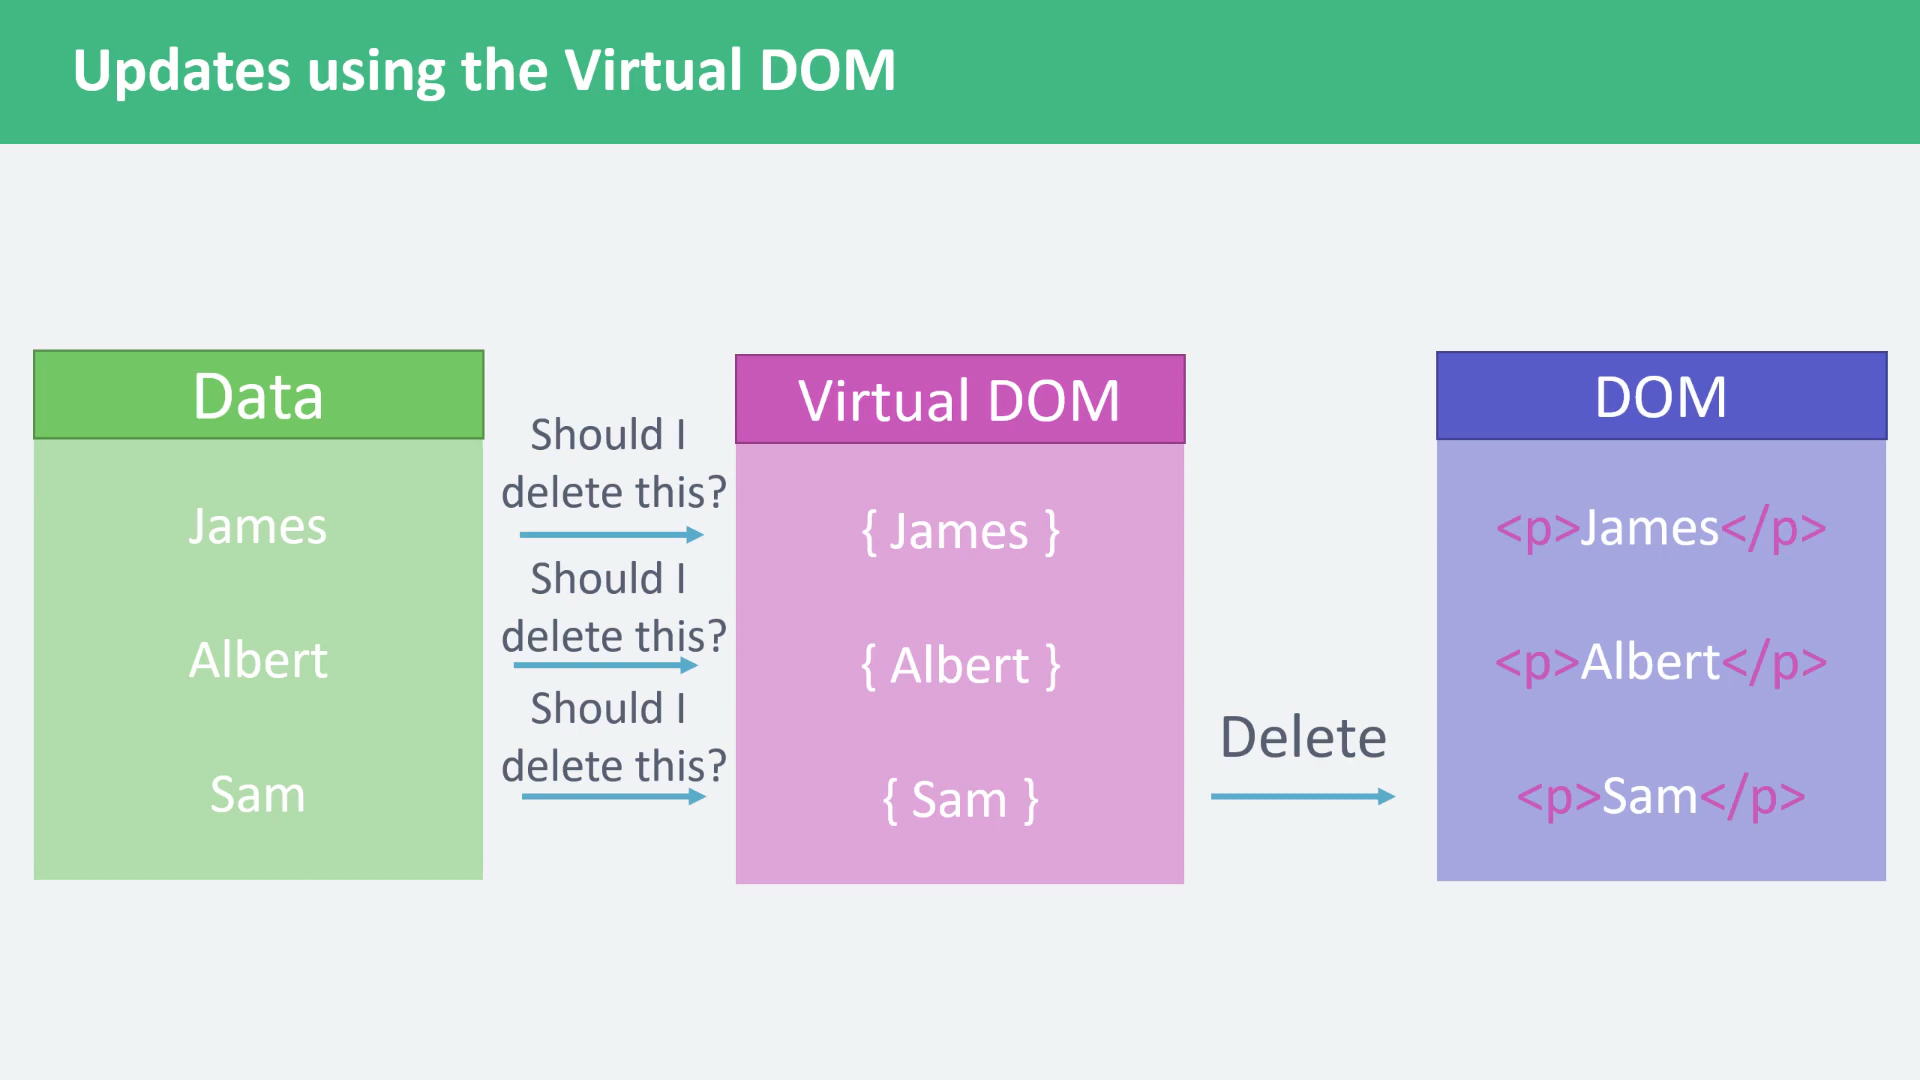 Updates using the Virtual DOM
Data
James
Albert
Sam
Should I
delete this?
Should I
delete this?
Should I
delete this?
Virtual DOM
{ James }
{ Albert }
{ Sam }
Delete
DOM
<p>James</p>
<p>Albert</p>
<p>Sam</p>